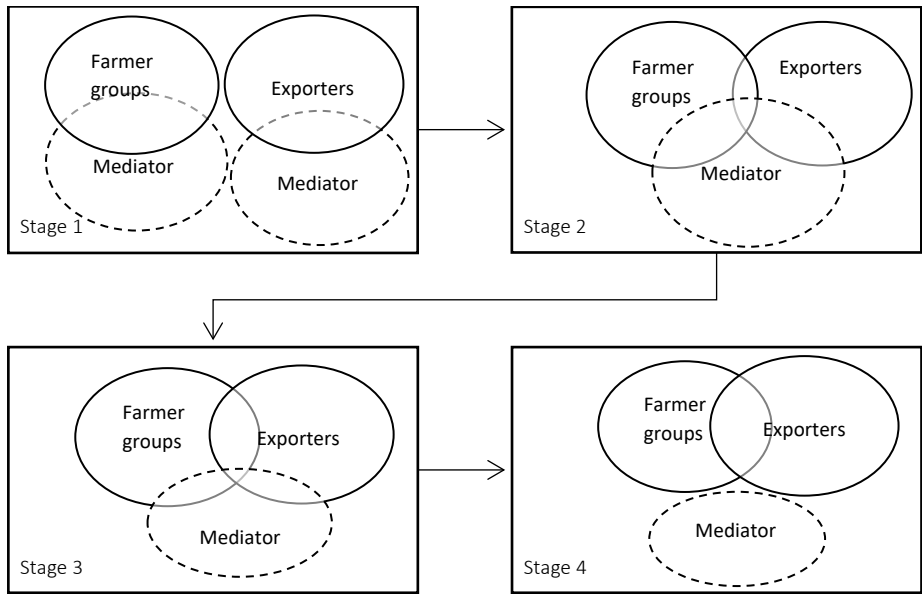 Farmer
groups
Exporters
Mediator
Mediator
Stage 1
Farmer
groups
Exporters
Mediator
Stage 2
Farmer
groups
Exporters
Mediator
Stage 3
Farmer
groups
Exporters
Mediator
Stage 4